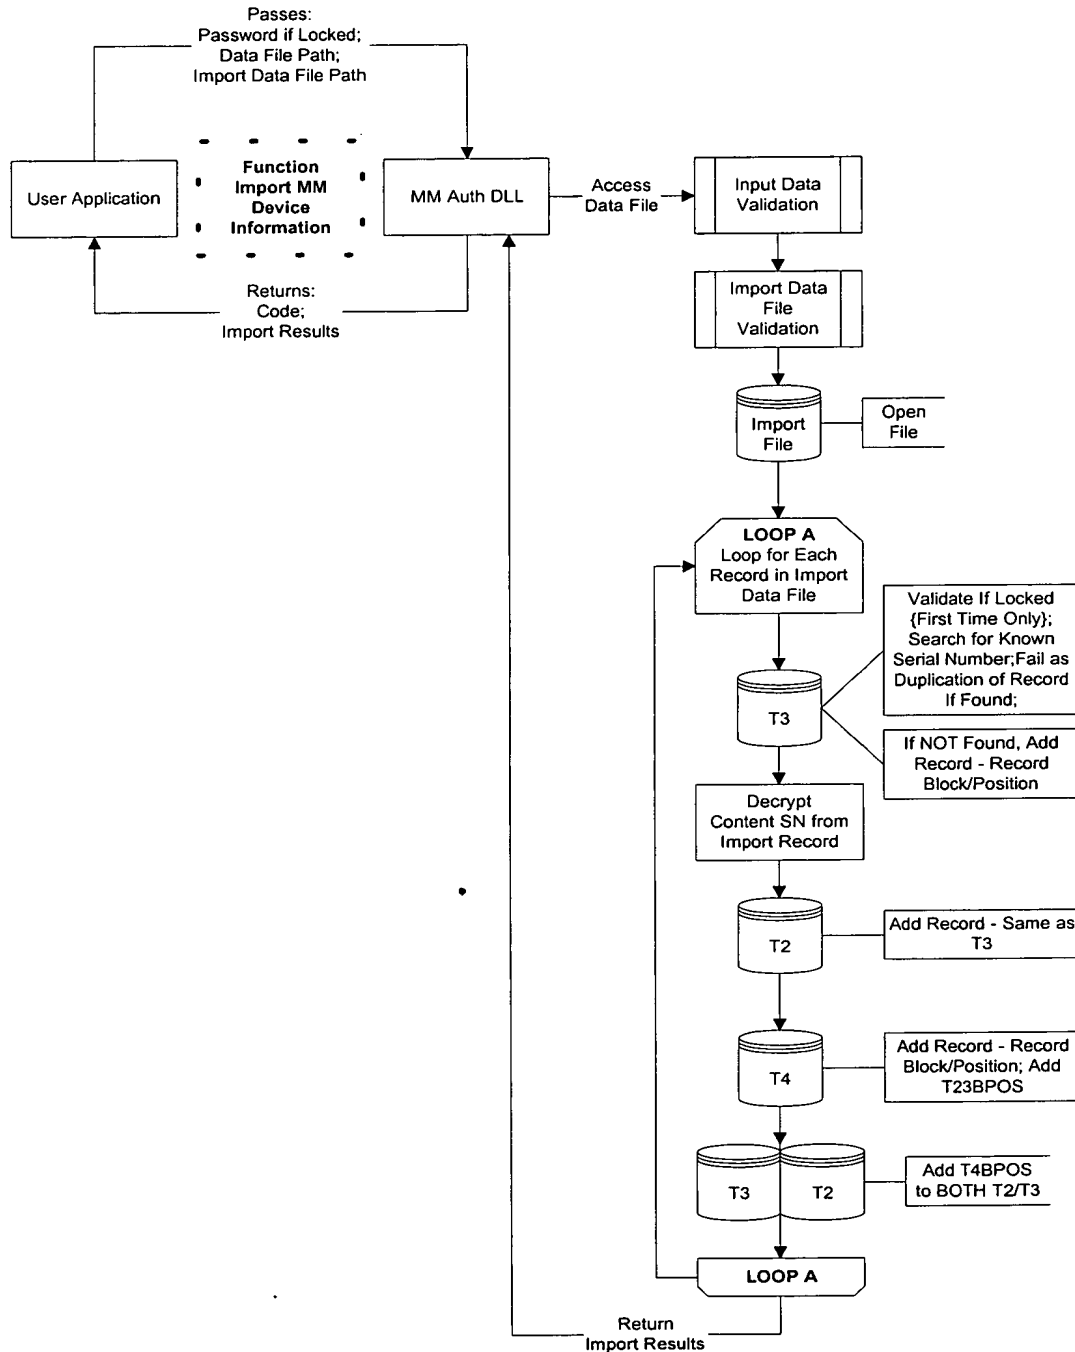 Passes:
Password if Locked;
Data File Path;
Import Data File Path
User Application
Function
Import MM
Device
Information
MM Auth DLL
Access
Data File
Input Data
Validation
Returns:
Code;
Import Results
Import Data
File
Validation
Import
File
Open
File
LOOP A
Loop for Each
Record in Import
Data File
Validate If Locked
{First Time Only};
Search for Known
Serial Number;Fail as
Duplication of Record
If Found;
T3
If NOT Found, Add
Record - Record
Block/Position
Decrypt
Content SN from
Import Record
T2
Add Record - Same as
T3
T4
Add Record - Record
Block/Position; Add
T23BPOS
T3
T2
Add T4BPOS
to BOTH T2/T3
LOOP A
Return
Import Results